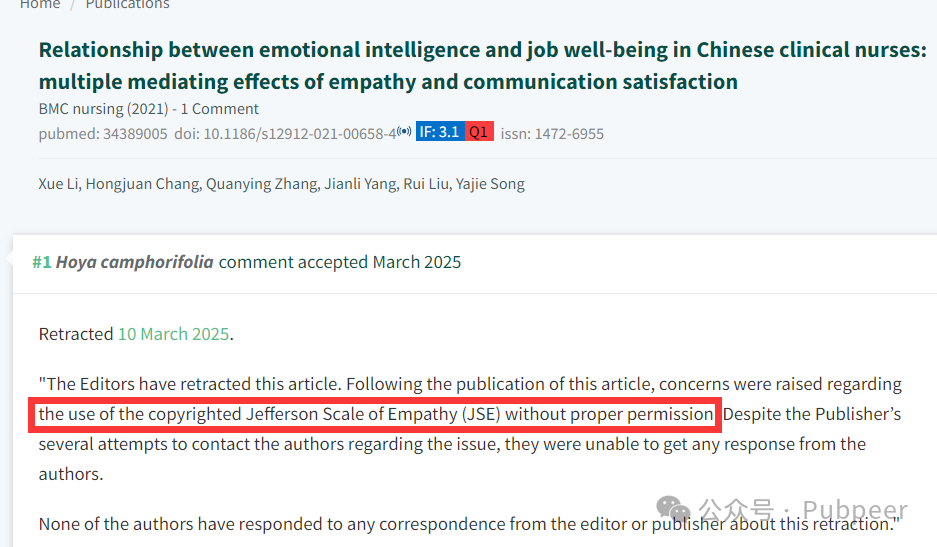 Home / Publications
Relationship between emotional intelligence and job well-being in Chinese clinical nurses:
multiple mediating effects of empathy and communication satisfaction
BMC nursing (2021) - 1 Comment
pubmed: 34389005 doi: 10.1186/s12912-021-00658-4 IF: 3.1 Q1 issn: 1472-6955
Xue Li, Hongjuan Chang, Quanying Zhang, Jianli Yang, Rui Liu, Yajie Song
#1 Hoya camphorifolia comment accepted March 2025
Retracted 10 March 2025.
"The Editors have retracted this article. Following the publication of this article, concerns were raised regarding
the use of the copyrighted Jefferson Scale of Empathy (JSE) without proper permission. Despite the Publisher’s
several attempts to contact the authors regarding the issue, they were unable to get any response from the
authors.
None of the authors have responded to any correspondence from the editor or publisher about this retraction."
公众号 · Pubpeer